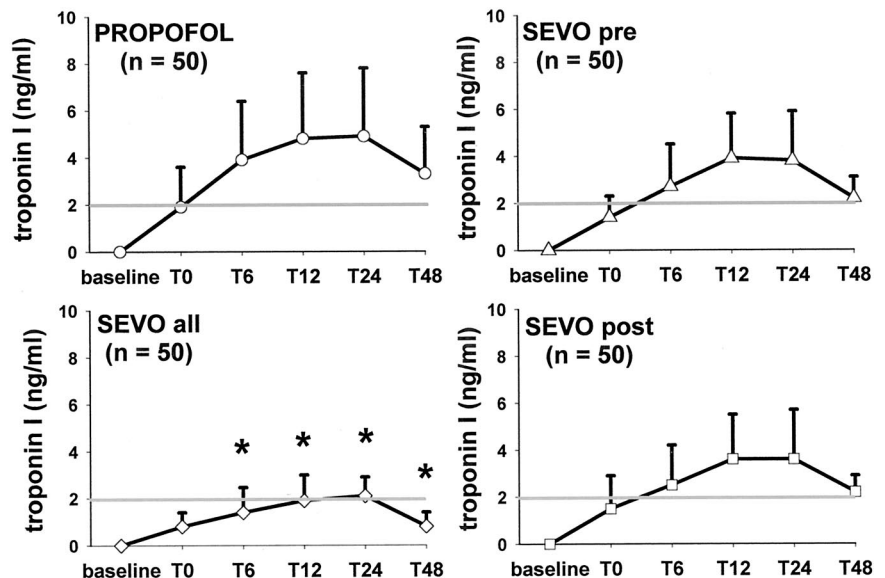 PROPOFOL
(n = 50)
troponin I (ng/ml)
10
8
6
4
2
0
baseline T0 T6 T12 T24 T48
SEVO pre
(n = 50)
troponin I (ng/ml)
10
8
6
4
2
0
baseline T0 T6 T12 T24 T48
SEVO all
(n = 50)
troponin I (ng/ml)
10
8
6
4
2
0
* * * *
baseline T0 T6 T12 T24 T48
SEVO post
(n = 50)
troponin I (ng/ml)
10
8
6
4
2
0
baseline T0 T6 T12 T24 T48